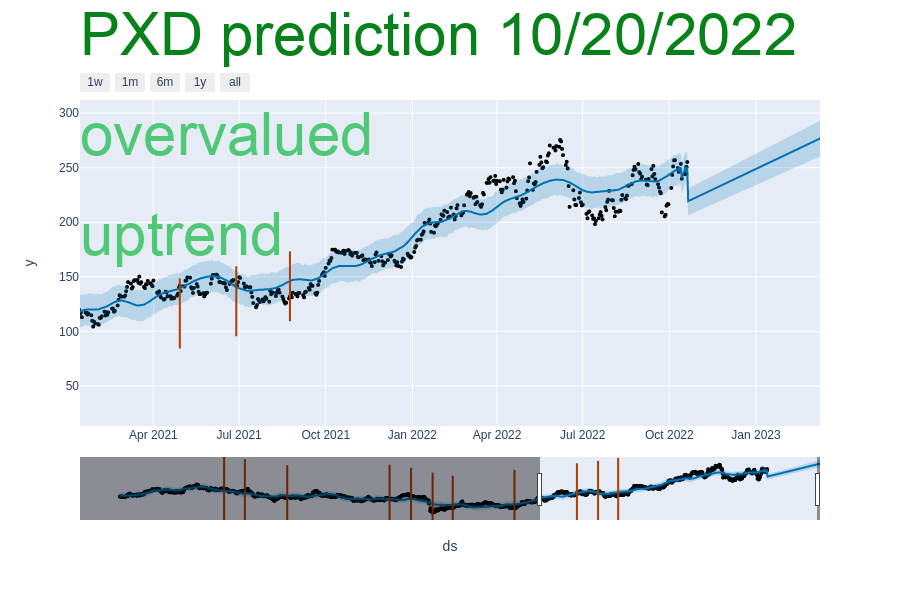 PXD prediction 10/20/2022
1w 1m 6m 1y all
300
overvalued
250
200
uptrend
y
150
100
50
Apr 2021 Jul 2021 Oct 2021 Jan 2022 Apr 2022 Jul 2022 Oct 2022 Jan 2023
ds